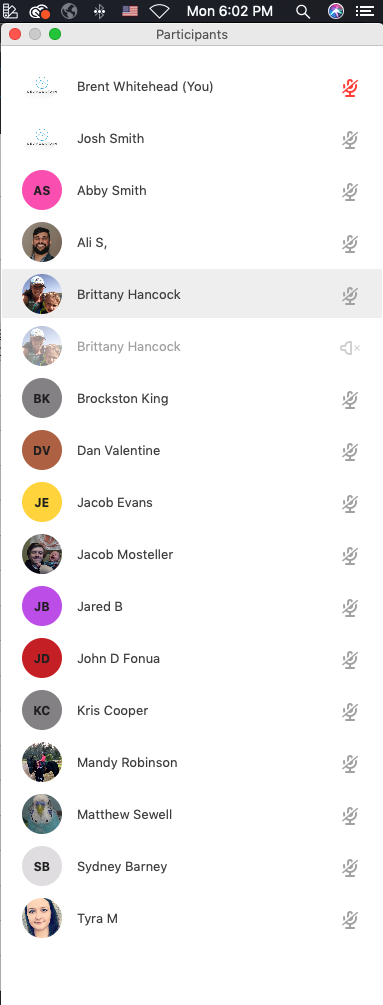 Mon 6:02 PM
Participants
Brent Whitehead (You)
Josh Smith
AS Abby Smith
Ali S,
Brittany Hancock
Brittany Hancock
BK Brockston King
DV Dan Valentine
JE Jacob Evans
Jacob Mosteller
JB Jared B
JD John D Fonua
KC Kris Cooper
Mandy Robinson
Matthew Sewell
SB Sydney Barney
Tyra M